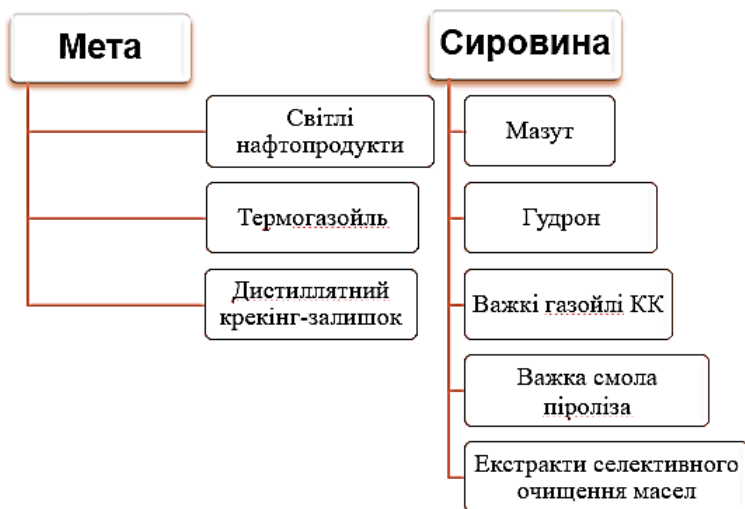 Мета
Світлі
нафтопродукти
Термогазойль
Дистиллятний
крекінг-залишок
Сировина
Мазут
Гудрон
Важкі газойлі КК
Важка смола
піроліза
Екстракти селективного
очищення масел